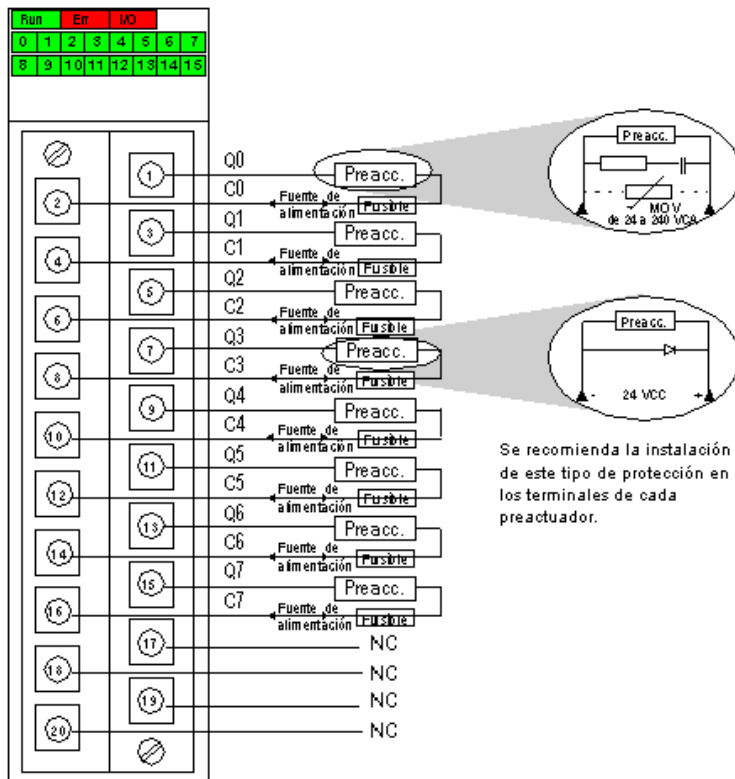 Run Err I/O
0 1 2 3 4 5 6 7
8 9 10 11 12 13 14 15
1 Q0 Preacc.
2 C0 Fuente de alimentación Fusible
3 Q1 Preacc.
4 C1 Fuente de alimentación Fusible
5 Q2 Preacc.
6 C2 Fuente de alimentación Fusible
7 Q3 Preacc.
8 C3 Fuente de alimentación Fusible
9 Q4 Preacc.
10 C4 Fuente de alimentación Fusible
11 Q5 Preacc.
12 C5 Fuente de alimentación Fusible
13 Q6 Preacc.
14 C6 Fuente de alimentación Fusible
15 Q7 Preacc.
16 C7 Fuente de alimentación Fusible
17 NC
18 NC
19 NC
20 NC
Preacc.
MOV
de 24 a 240 VCA
Preacc.
- 24 VCC +
Se recomienda la instalación
de este tipo de protección en
los terminales de cada
preactuador.